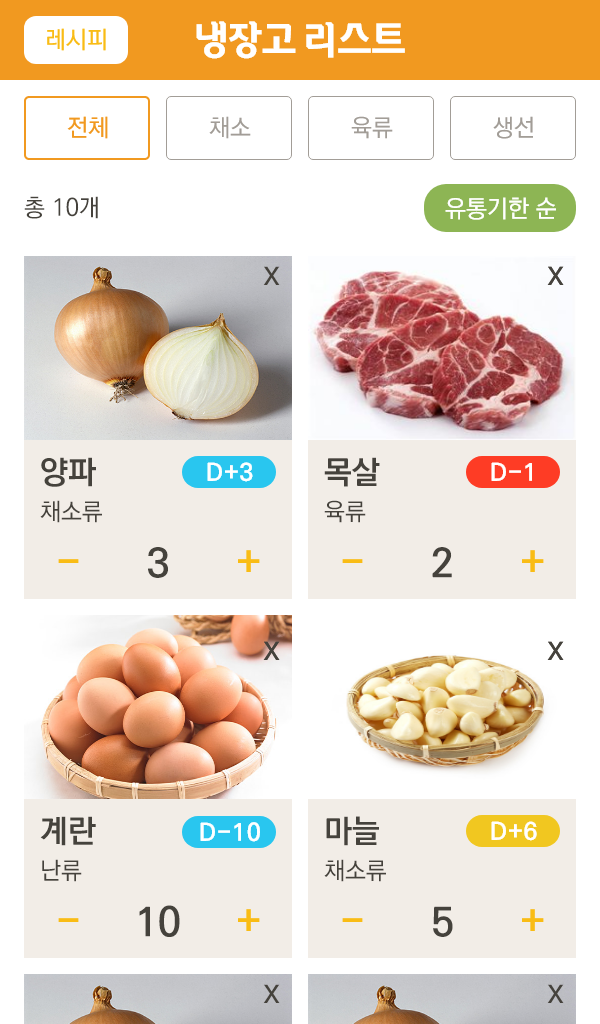 레시피
냉장고 리스트
전체 채소 육류 생선
총 10개
유통기한 순
X
X
양파 D+3
채소류
− 3 +
목살 D-1
육류
− 2 +
X
X
계란 D-10
난류
− 10 +
마늘 D+6
채소류
− 5 +
X
X